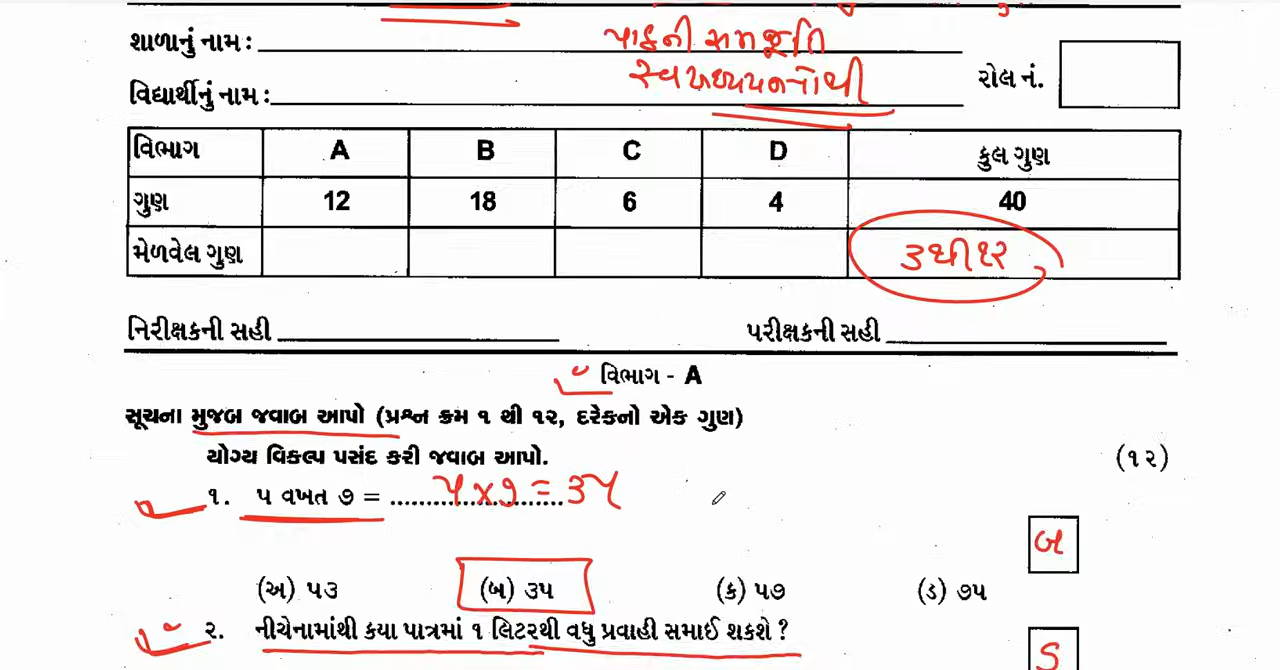 શાળાનું નામ : પાઠની સમજૂતિ
વિદ્યાર્થીનું નામ : સ્વઅધ્યયનપોથી રોલ નં.
વિભાગ A B C D કુલ ગુણ
ગુણ 12 18 6 4 40
મેળવેલ ગુણ ૩થી૧૨
નિરીક્ષકની સહી પરીક્ષકની સહી
વિભાગ - A
સૂચના મુજબ જવાબ આપો (પ્રશ્ન ક્રમ ૧ થી ૧૨, દરેકનો એક ગુણ)
યોગ્ય વિકલ્પ પસંદ કરી જવાબ આપો. (૧૨)
૧. ૫ વખત ૭ = ........ ૫ x ૭ = ૩૫
બ
(અ) ૫૩ (બ) ૩૫ (ક) ૫૭ (ડ) ૭૫
૨. નીચેનામાંથી કયા પાત્રમાં ૧ લિટરથી વધુ પ્રવાહી સમાઈ શકશે ? ડ